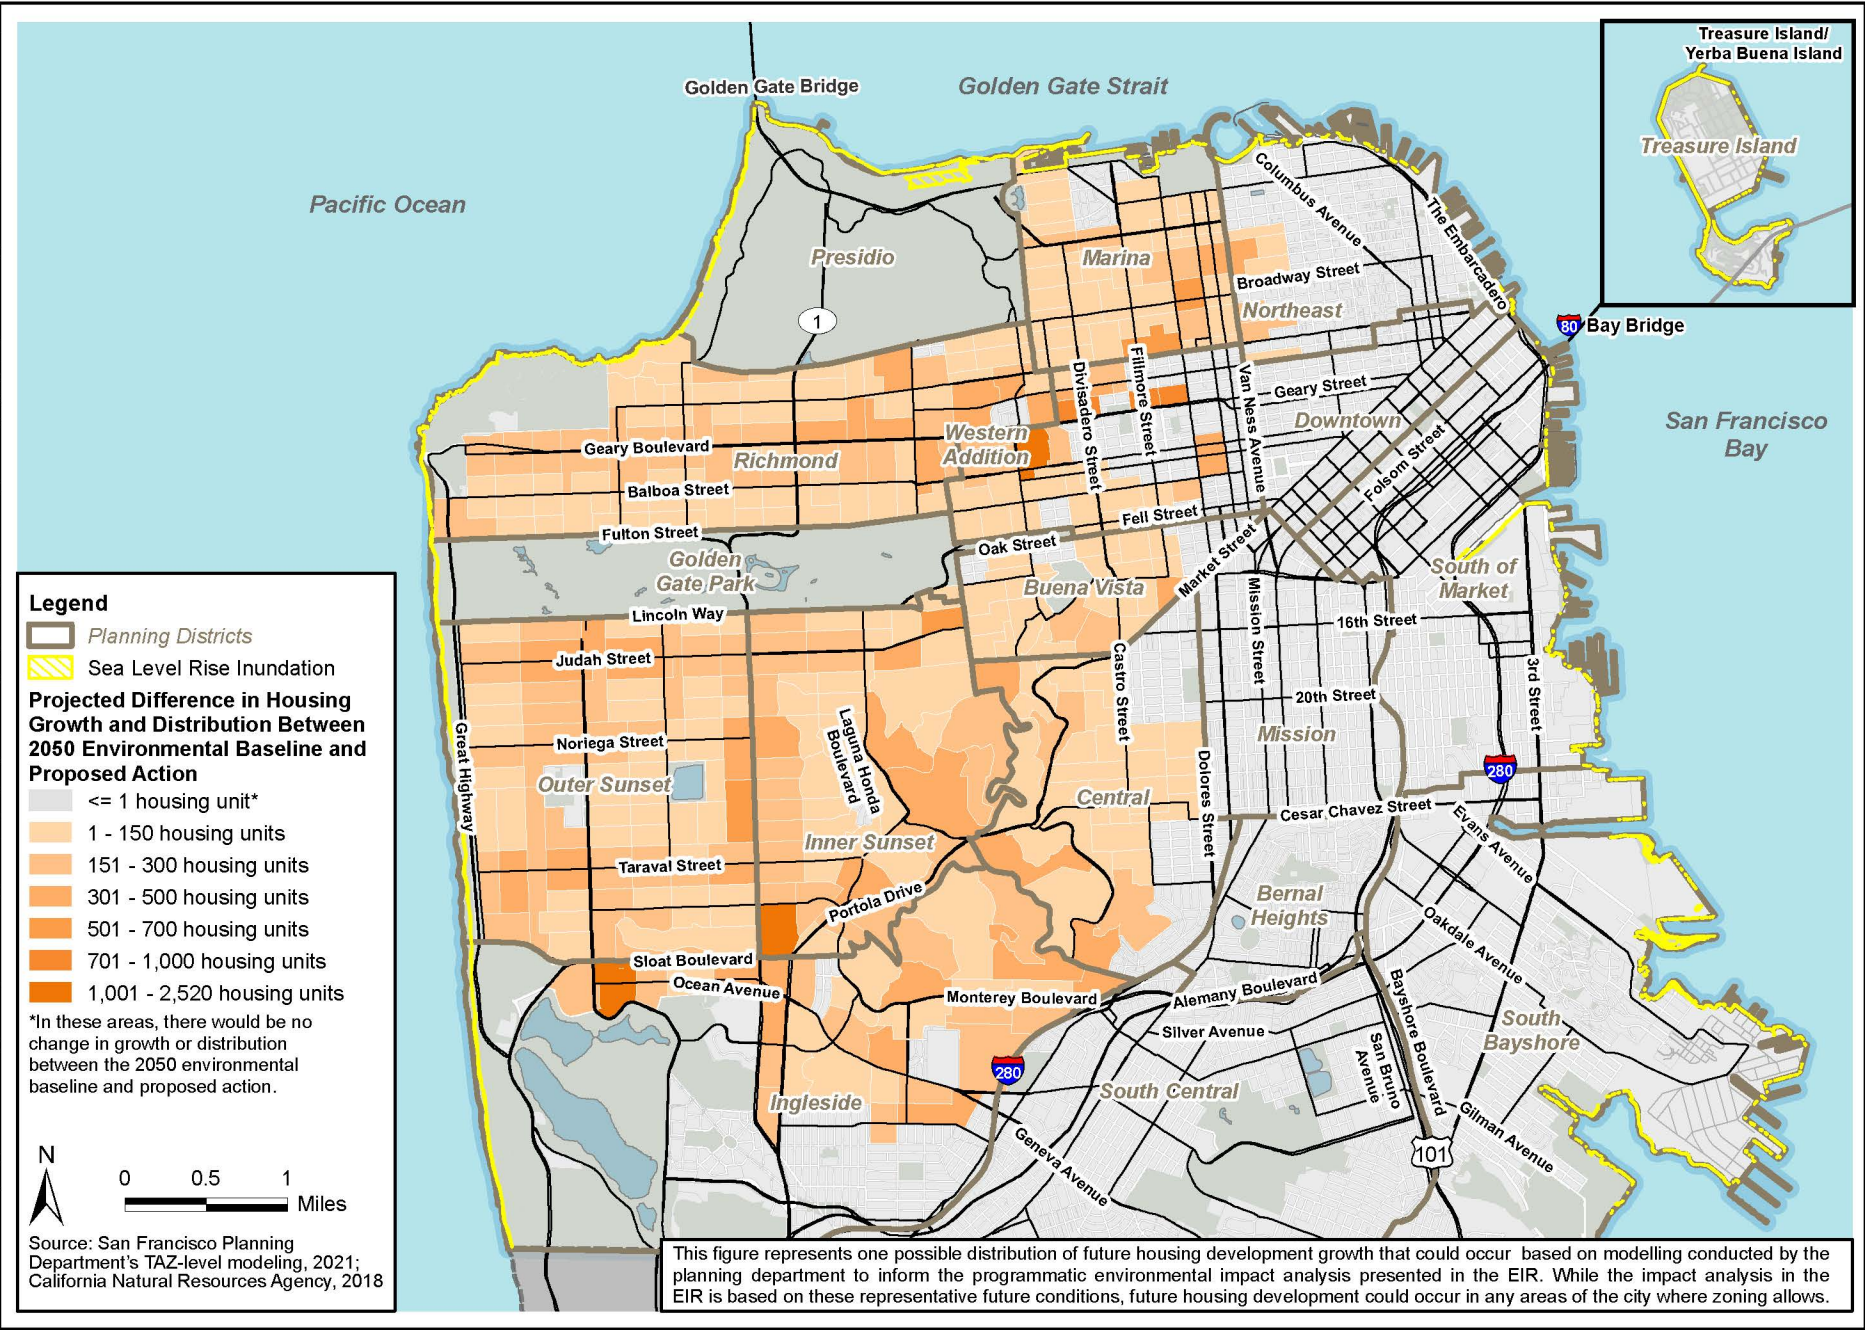 Treasure Island/
Yerba Buena Island
Treasure Island
Golden Gate Bridge
Golden Gate Strait
Pacific Ocean
Columbus Avenue
The Embarcadero
Presidio
Marina
Broadway Street
Northeast
1
80
Bay Bridge
Divisadero Street
Fillmore Street
Van Ness Avenue
Geary Street
Downtown
San Francisco
Bay
Geary Boulevard
Western
Addition
Richmond
Folsom Street
Balboa Street
Fell Street
Fulton Street
Oak Street
Market Street
Golden
Gate Park
Buena Vista
South of
Market
Lincoln Way
Mission Street
16th Street
Judah Street
Castro Street
3rd Street
20th Street
Great Highway
Noriega Street
Laguna Honda
Boulevard
Mission
Dolores Street
280
Outer Sunset
Central
Cesar Chavez Street
Evans Avenue
Inner Sunset
Taraval Street
Portola Drive
Bernal
Heights
Oakdale Avenue
Sloat Boulevard
Ocean Avenue
Monterey Boulevard
Alemany Boulevard
Bayshore Boulevard
Silver Avenue
South
Bayshore
San Bruno
Avenue
280
South Central
Ingleside
Gilman Avenue
Geneva Avenue
101
Legend
Planning Districts
Sea Level Rise Inundation
Projected Difference in Housing
Growth and Distribution Between
2050 Environmental Baseline and
Proposed Action
<= 1 housing unit*
1 - 150 housing units
151 - 300 housing units
301 - 500 housing units
501 - 700 housing units
701 - 1,000 housing units
1,001 - 2,520 housing units
*In these areas, there would be no
change in growth or distribution
between the 2050 environmental
baseline and proposed action.
N
0 0.5 1
Miles
Source: San Francisco Planning
Department's TAZ-level modeling, 2021;
California Natural Resources Agency, 2018
This figure represents one possible distribution of future housing development growth that could occur based on modelling conducted by the
planning department to inform the programmatic environmental impact analysis presented in the EIR. While the impact analysis in the
EIR is based on these representative future conditions, future housing development could occur in any areas of the city where zoning allows.